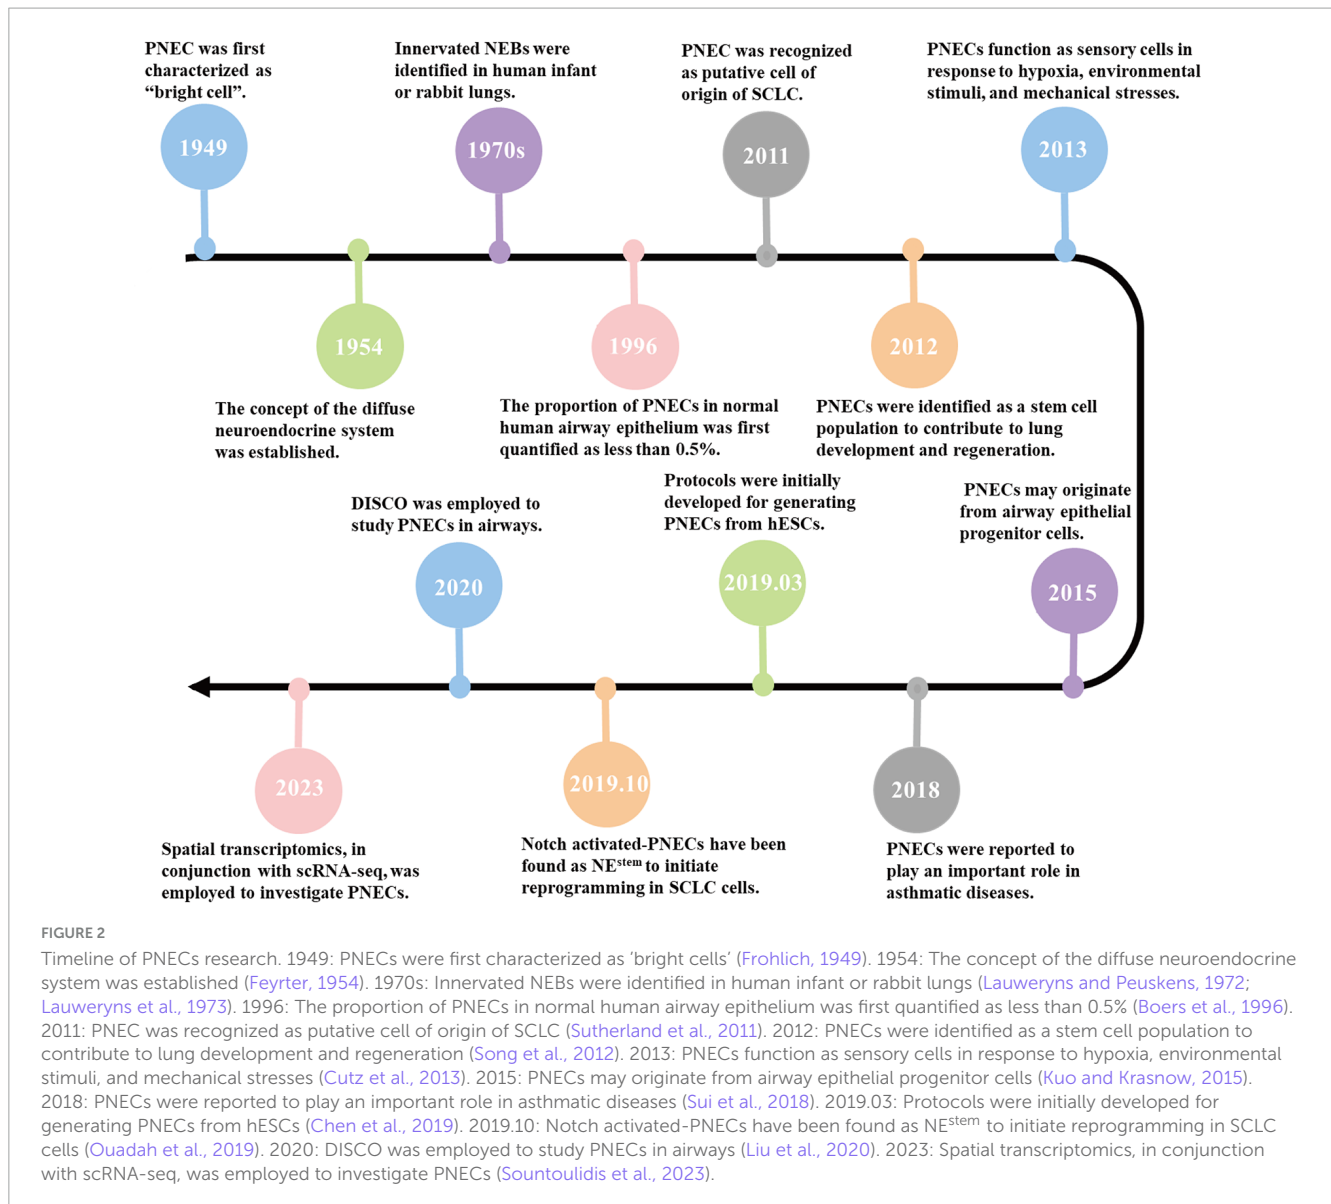 PNEC was first
characterized as
“bright cell”.
1949
Innervated NEBs were
identified in human infant
or rabbit lungs.
1970s
PNEC was recognized
as putative cell of
origin of SCLC.
2011
PNECs function as sensory cells in
response to hypoxia, environmental
stimuli, and mechanical stresses.
2013
1954
The concept of the diffuse
neuroendocrine system
was established.
1996
The proportion of PNECs in normal
human airway epithelium was first
quantified as less than 0.5%.
2012
PNECs were identified as a stem cell
population to contribute to lung
development and regeneration.
PNECs may originate
from airway epithelial
progenitor cells.
2015
Protocols were initially
developed for generating
PNECs from hESCs.
2019.03
DISCO was employed to
study PNECs in airways.
2020
2018
PNECs were reported to
play an important role in
asthmatic diseases.
2019.10
Notch activated-PNECs have been
found as NEstem to initiate
reprogramming in SCLC cells.
2023
Spatial transcriptomics, in
conjunction with scRNA-seq, was
employed to investigate PNECs.
FIGURE 2
Timeline of PNECs research. 1949: PNECs were first characterized as ‘bright cells’ (Frohlich, 1949). 1954: The concept of the diffuse neuroendocrine
system was established (Feyrter, 1954). 1970s: Innervated NEBs were identified in human infant or rabbit lungs (Lauweryns and Peuskens, 1972;
Lauweryns et al., 1973). 1996: The proportion of PNECs in normal human airway epithelium was first quantified as less than 0.5% (Boers et al., 1996).
2011: PNEC was recognized as putative cell of origin of SCLC (Sutherland et al., 2011). 2012: PNECs were identified as a stem cell population to
contribute to lung development and regeneration (Song et al., 2012). 2013: PNECs function as sensory cells in response to hypoxia, environmental
stimuli, and mechanical stresses (Cutz et al., 2013). 2015: PNECs may originate from airway epithelial progenitor cells (Kuo and Krasnow, 2015).
2018: PNECs were reported to play an important role in asthmatic diseases (Sui et al., 2018). 2019.03: Protocols were initially developed for
generating PNECs from hESCs (Chen et al., 2019). 2019.10: Notch activated-PNECs have been found as NEstem to initiate reprogramming in SCLC
cells (Ouadah et al., 2019). 2020: DISCO was employed to study PNECs in airways (Liu et al., 2020). 2023: Spatial transcriptomics, in conjunction
with scRNA-seq, was employed to investigate PNECs (Sountoulidis et al., 2023).